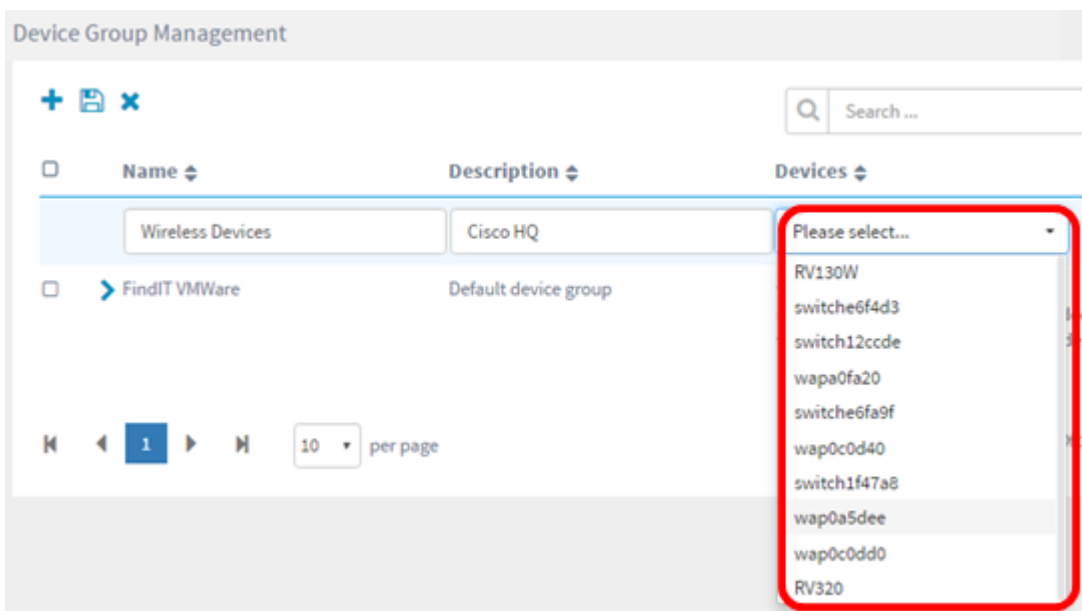 Device Group Management
Search ...
Name Description Devices
Wireless Devices Cisco HQ Please select...
FindIT VMWare Default device group
RV130W
switche6f4d3
switch12ccde
wapa0fa20
switche6fa9f
wap0c0d40
switch1f47a8
wap0a5dee
wap0c0dd0
RV320
1 10 per page